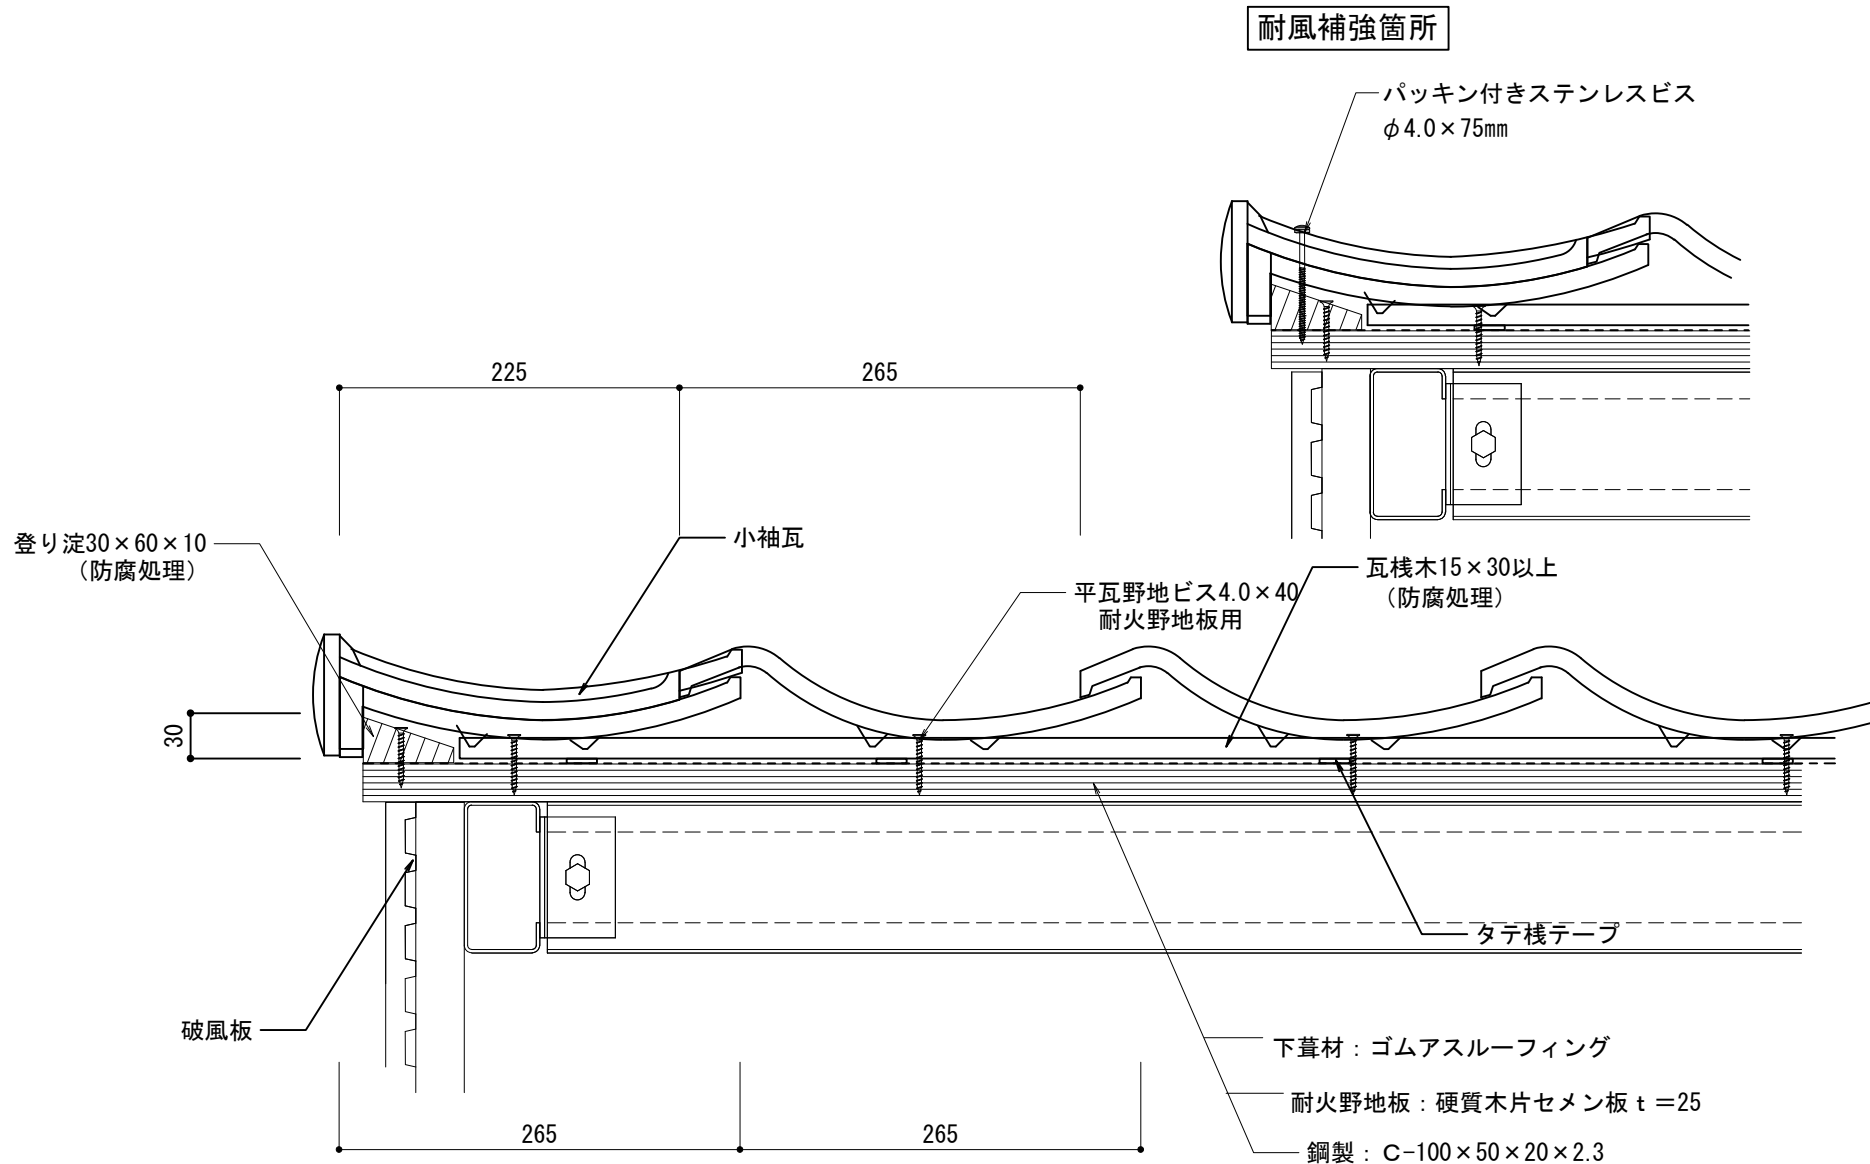 耐風補強箇所
パッキン付きステンレスビス
φ4.0×75㎜
225
265
登り淀30×60×10
（防腐処理）
小袖瓦
平瓦野地ビス4.0×40
耐火野地板用
瓦桟木15×30以上
（防腐処理）
30
タテ桟テープ
破風板
下葺材：ゴムアスルーフィング
耐火野地板：硬質木片セメン板ｔ＝25
鋼製：C-100×50×20×2.3
265
265